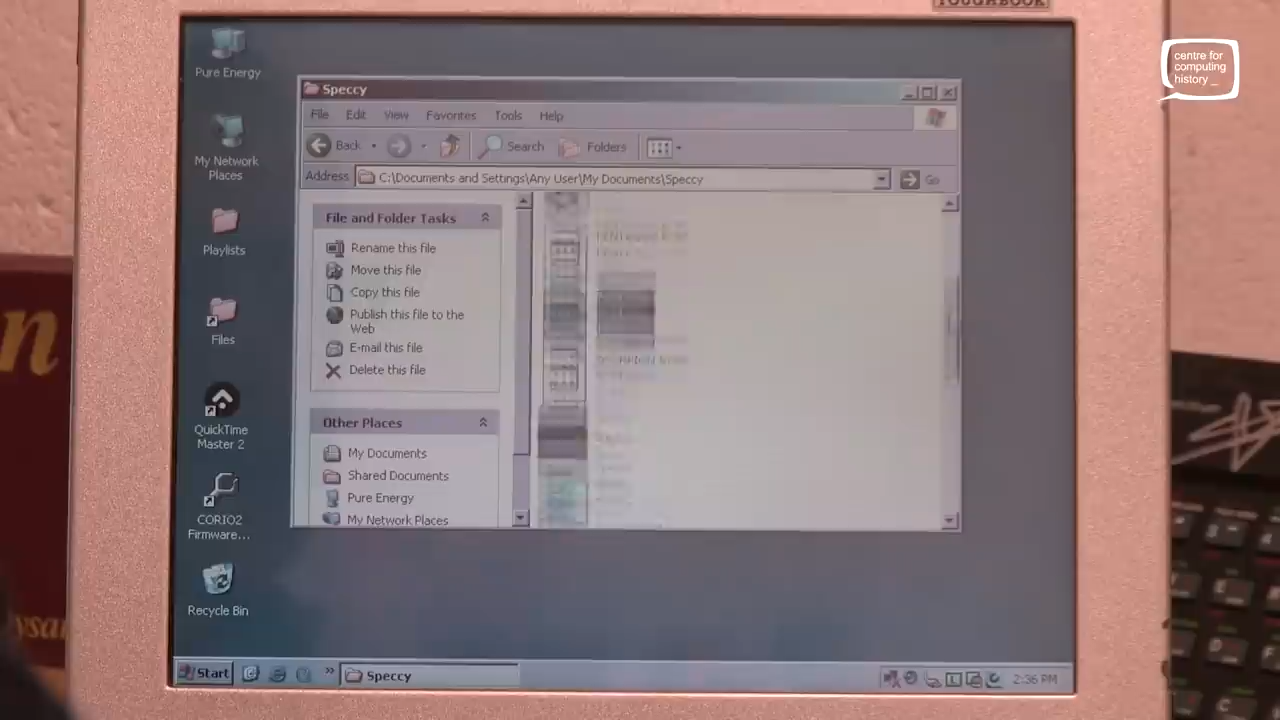 TOUGHBOOK
centre for
computing
history_
Pure Energy
My Network
Places
Playlists
Files
QuickTime
Master 2
CORIO2
Firmware...
Recycle Bin
Speccy
File Edit View Favorites Tools Help
Back Search Folders
Address C:\Documents and Settings\Any User\My Documents\Speccy Go
File and Folder Tasks
Rename this file
Move this file
Copy this file
Publish this file to the
Web
E-mail this file
Delete this file
Other Places
My Documents
Shared Documents
Pure Energy
My Network Places
Start » Speccy 2:36 PM